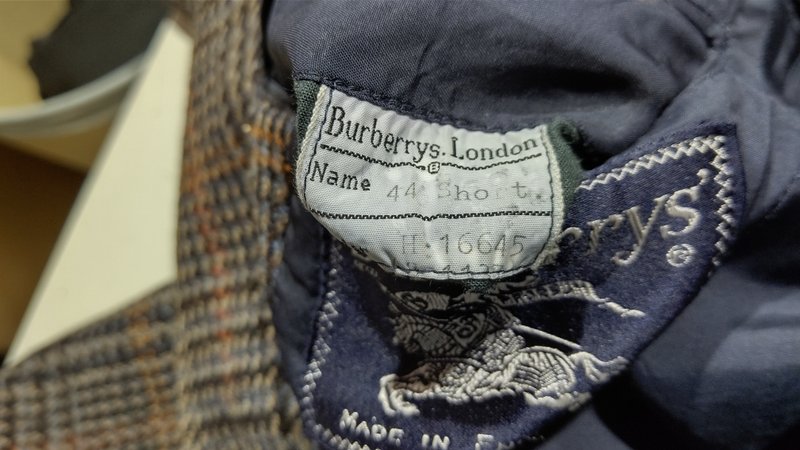 Burberrys. London
B
Name 44 Short.
16645
rrys'
®
MADE IN